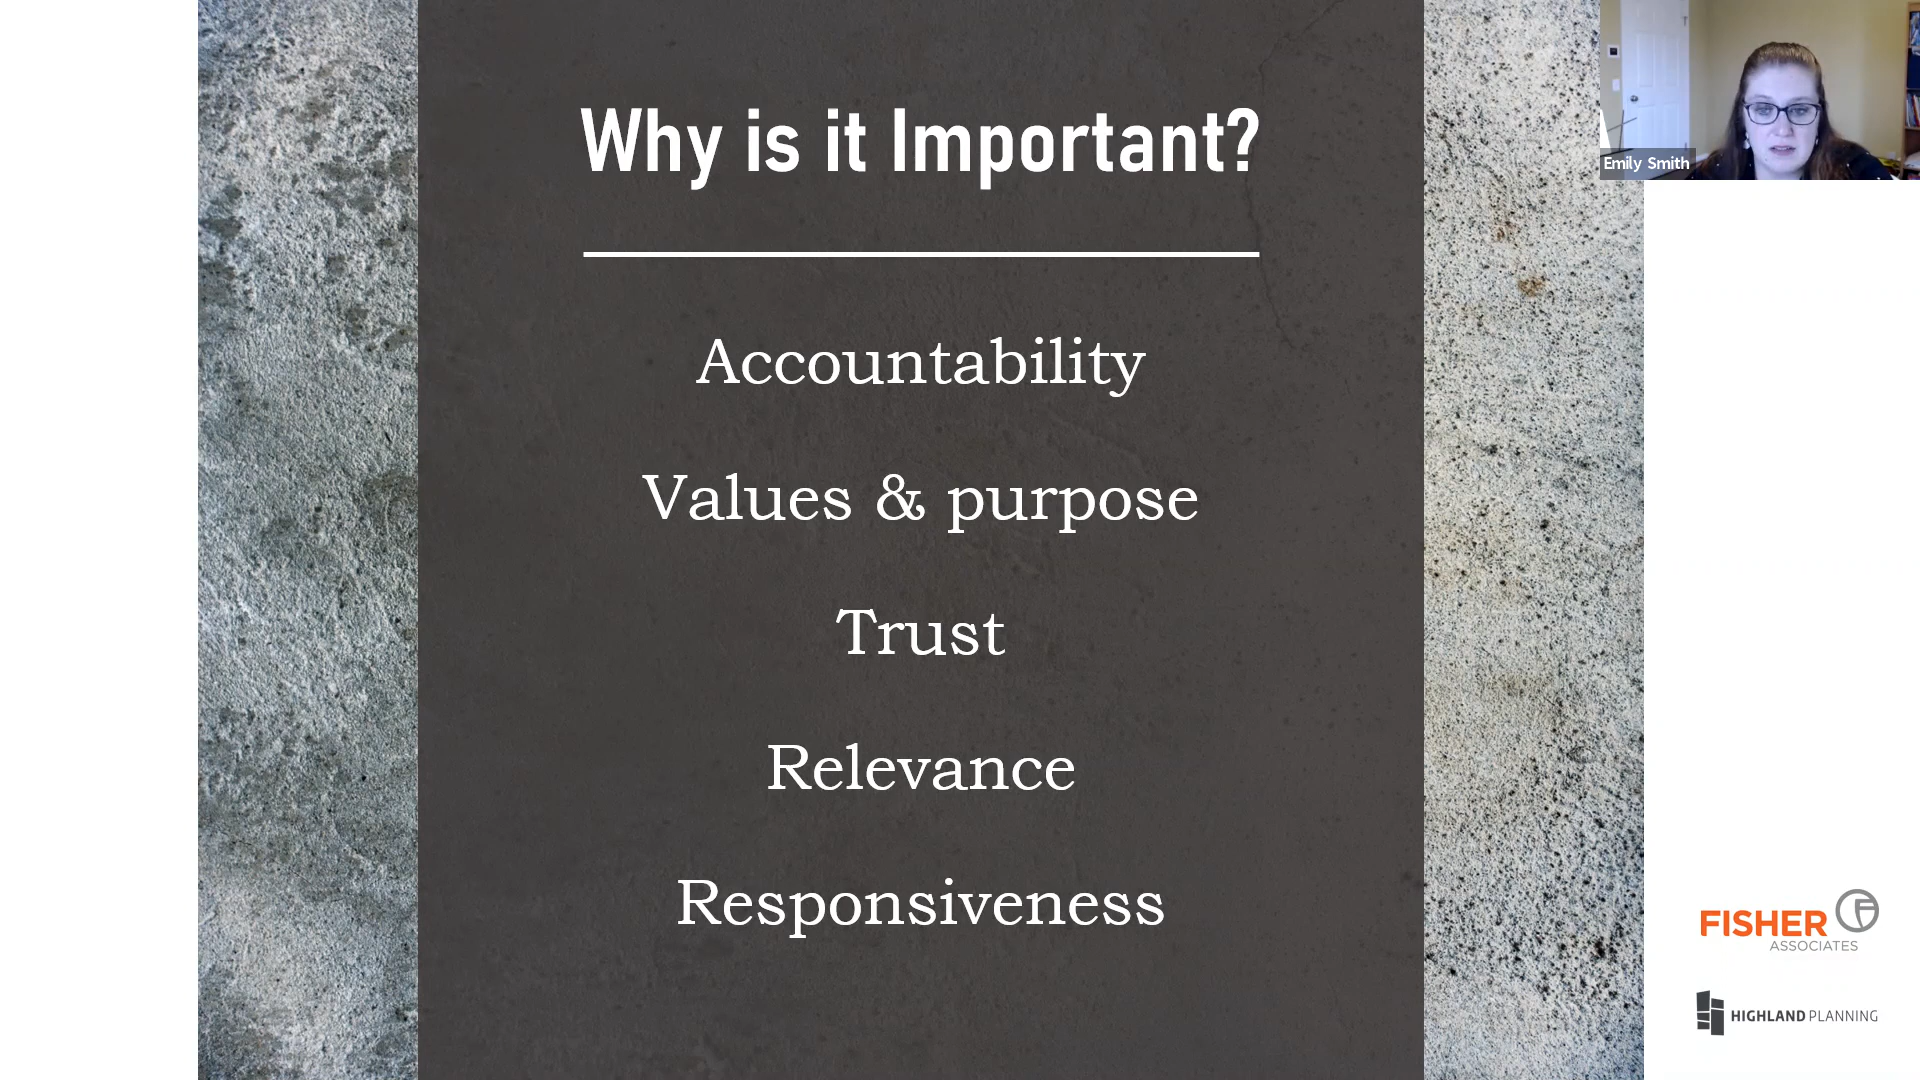 Why is it Important?
Accountability
Values & purpose
Trust
Relevance
Responsiveness
Emily Smith
FISHER
ASSOCIATES
HIGHLAND PLANNING